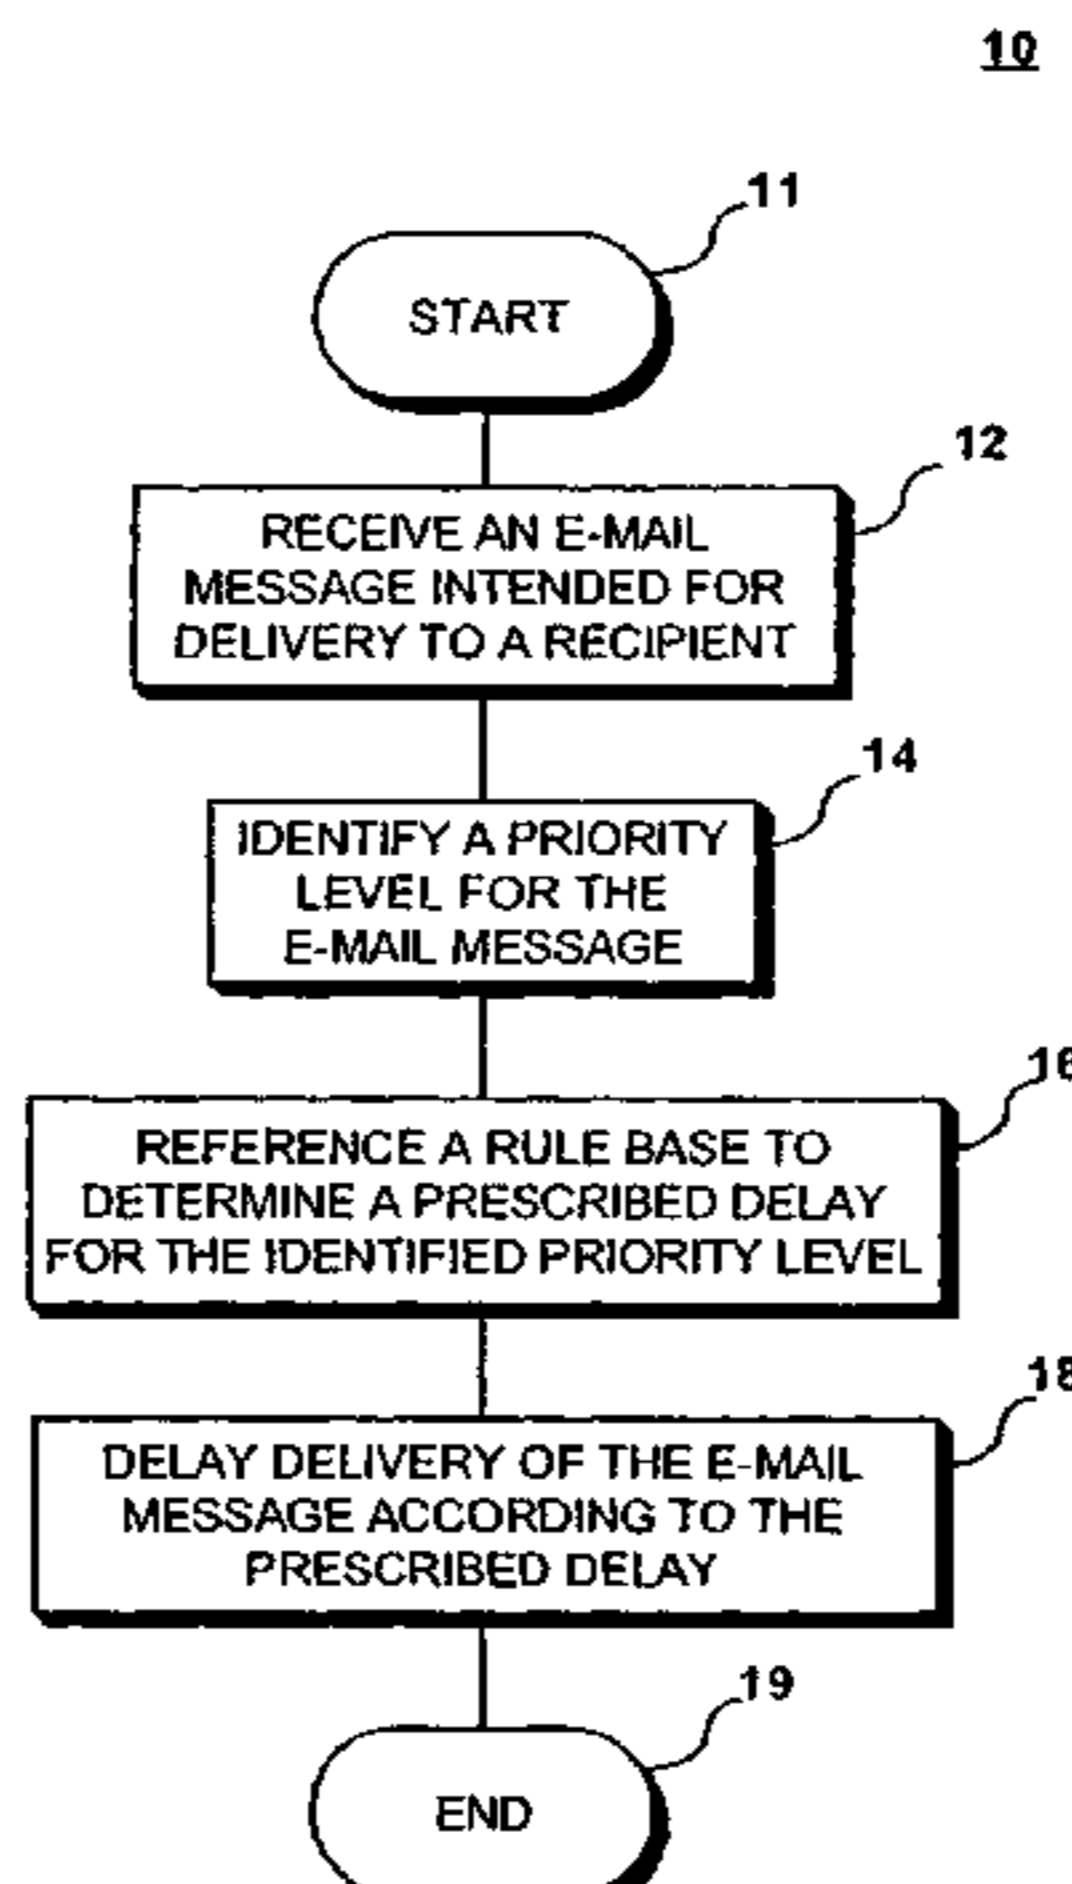 10
11
START
12
RECEIVE AN E-MAIL
MESSAGE INTENDED FOR
DELIVERY TO A RECIPIENT
14
IDENTIFY A PRIORITY
LEVEL FOR THE
E-MAIL MESSAGE
16
REFERENCE A RULE BASE TO
DETERMINE A PRESCRIBED DELAY
FOR THE IDENTIFIED PRIORITY LEVEL
18
DELAY DELIVERY OF THE E-MAIL
MESSAGE ACCORDING TO THE
PRESCRIBED DELAY
19
END